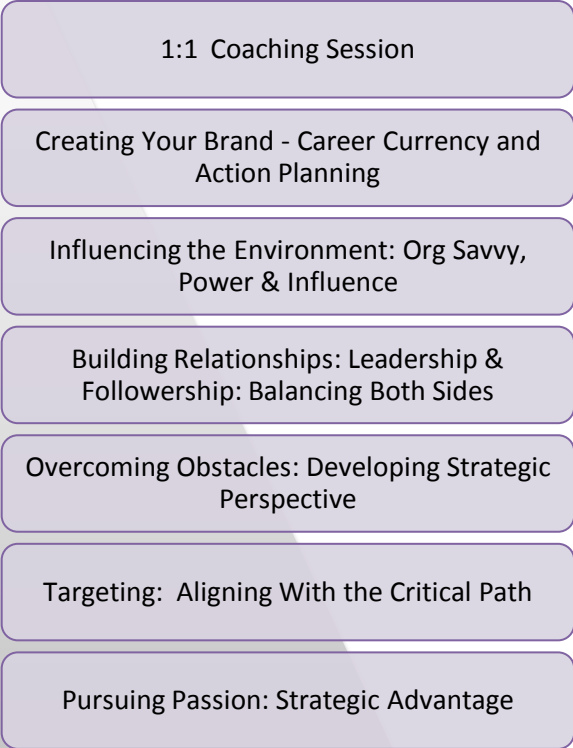 1:1  Coaching Session
Creating Your Brand - Career Currency and
Action Planning
Influencing the Environment: Org Savvy,
Power & Influence
Building Relationships: Leadership &
Followership: Balancing Both Sides
Overcoming Obstacles: Developing Strategic
Perspective
Targeting:  Aligning With the Critical Path
Pursuing Passion: Strategic Advantage